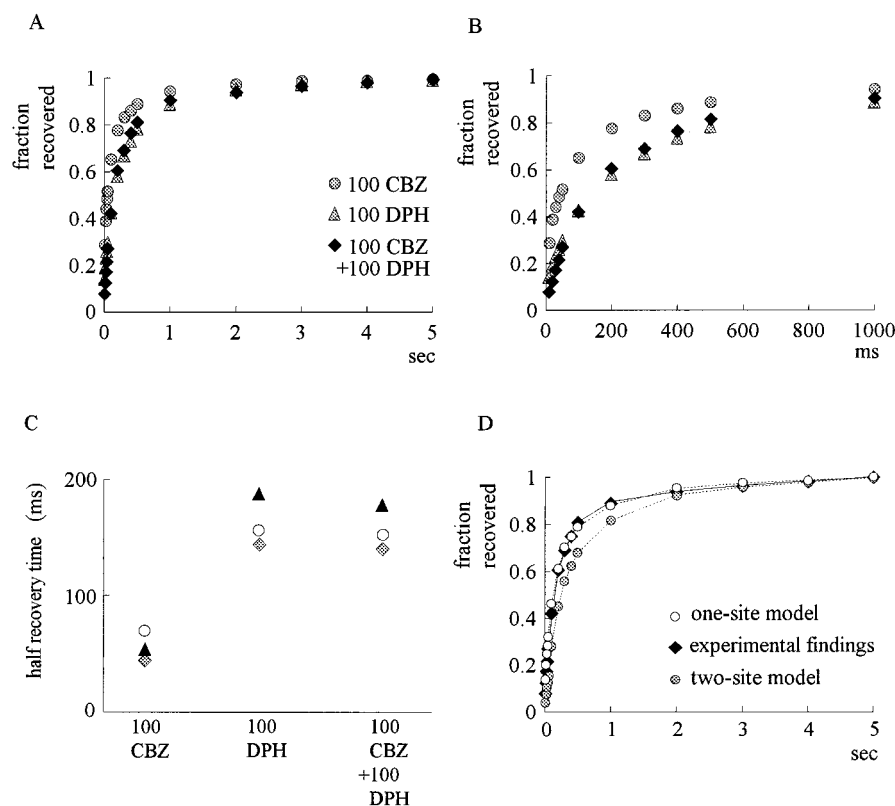 A
fraction
recovered
1
0.8
0.6
0.4
0.2
0
0 1 2 3 4 5
sec
100 CBZ
100 DPH
100 CBZ
+100 DPH
B
fraction
recovered
1
0.8
0.6
0.4
0.2
0
0 200 400 600 800 1000
ms
C
half recovery time (ms)
200
100
0
100
CBZ
100
DPH
100
CBZ
+100
DPH
D
fraction
recovered
1
0.8
0.6
0.4
0.2
0
0 1 2 3 4 5
sec
one-site model
experimental findings
two-site model